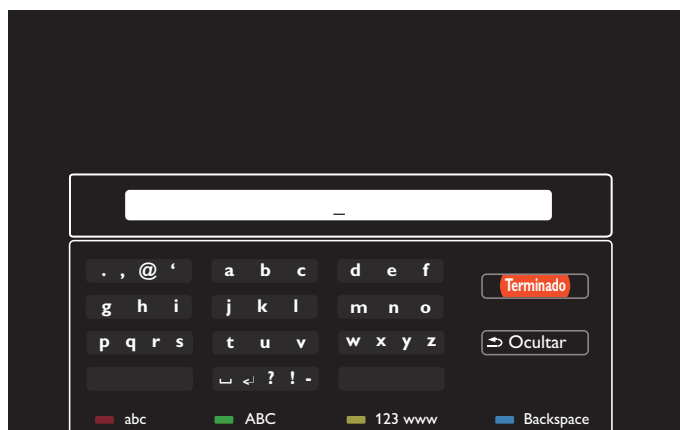 _
. , @ ‘ a b c d e f Terminado
g h i j k l m n o
p q r s t u v w x y z Ocultar
? ! -
abc ABC 123 www Backspace